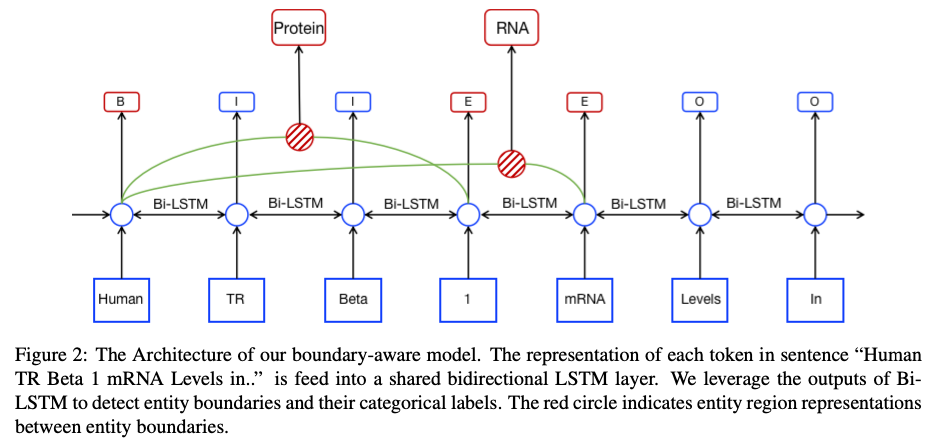 Protein RNA
B I I E E O O
Bi-LSTM Bi-LSTM Bi-LSTM Bi-LSTM Bi-LSTM Bi-LSTM
Human TR Beta 1 mRNA Levels In
Figure 2: The Architecture of our boundary-aware model. The representation of each token in sentence “Human
TR Beta 1 mRNA Levels in..” is feed into a shared bidirectional LSTM layer. We leverage the outputs of Bi-
LSTM to detect entity boundaries and their categorical labels. The red circle indicates entity region representations
between entity boundaries.